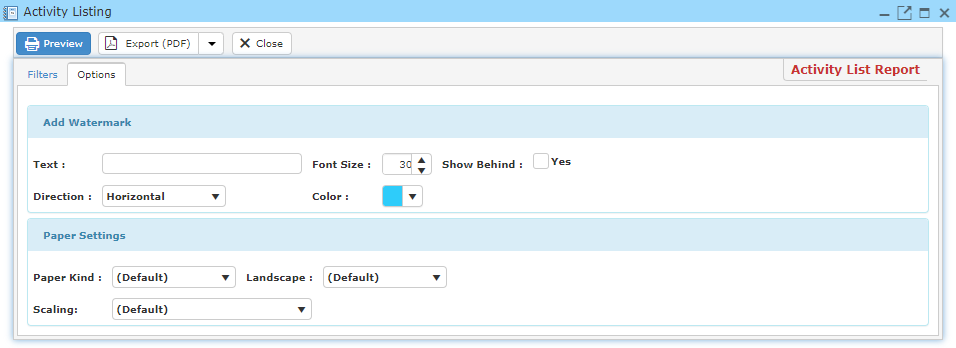 Activity Listing
Preview Export (PDF) Close
Filters Options Activity List Report
Add Watermark
Text : Font Size : 30 Show Behind : Yes
Direction : Horizontal Color :
Paper Settings
Paper Kind : (Default) Landscape : (Default)
Scaling: (Default)